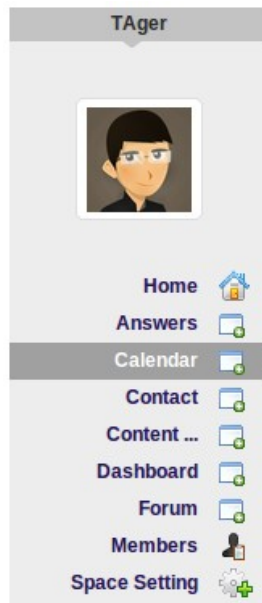 TAger
Home
Answers
Calendar
Contact
Content ...
Dashboard
Forum
Members
Space Setting